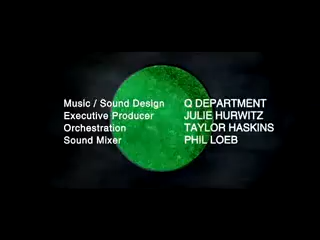 Music / Sound Design Q DEPARTMENT
Executive Producer JULIE HURWITZ
Orchestration TAYLOR HASKINS
Sound Mixer PHIL LOEB